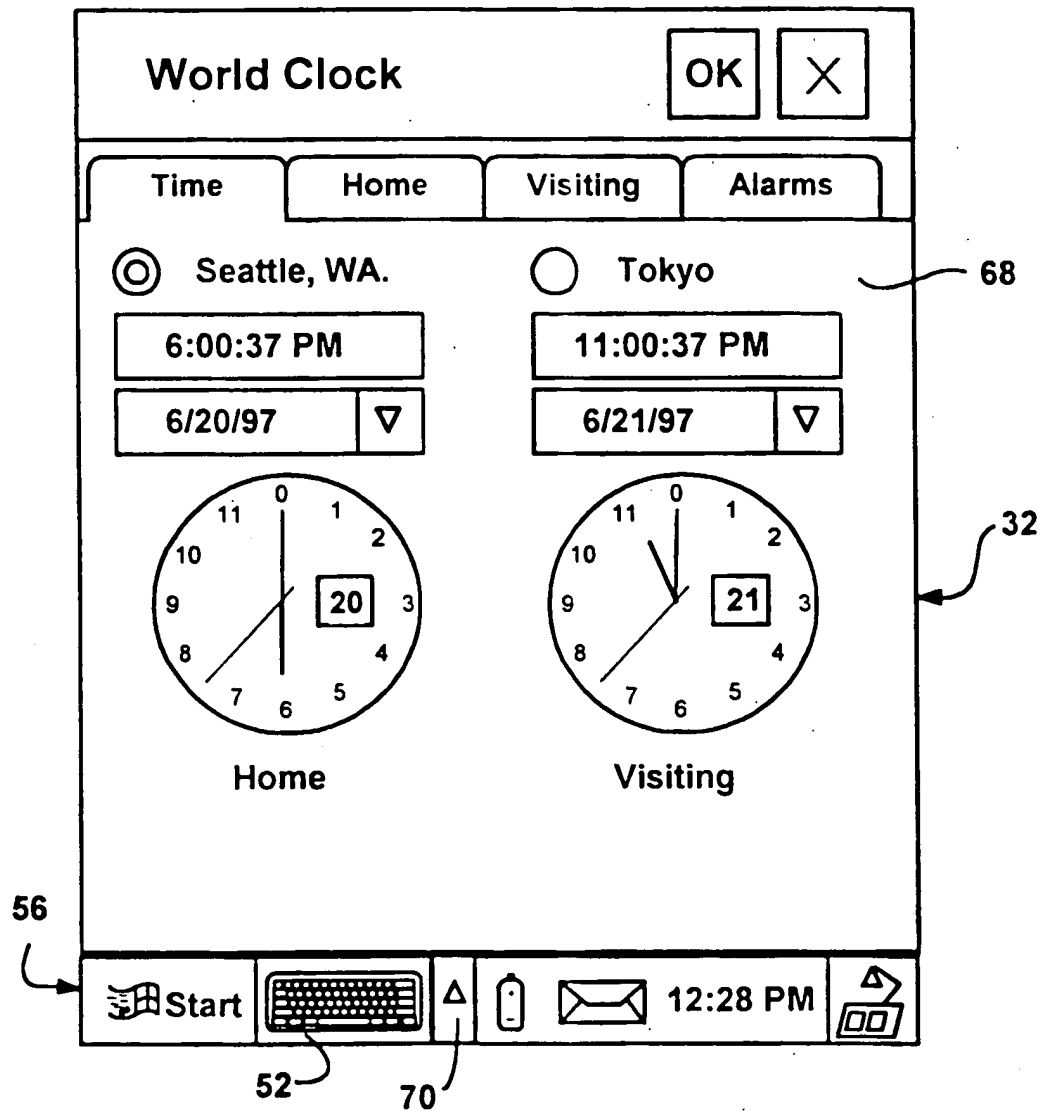 World Clock OK X
Time Home Visiting Alarms
Seattle, WA. Tokyo 68
6:00:37 PM 11:00:37 PM
6/20/97 6/21/97
0 1 2 3 4 5 6 7 8 9 10 11 20
0 1 2 3 4 5 6 7 8 9 10 11 21
32
Home Visiting
56
Start 12:28 PM
52
70